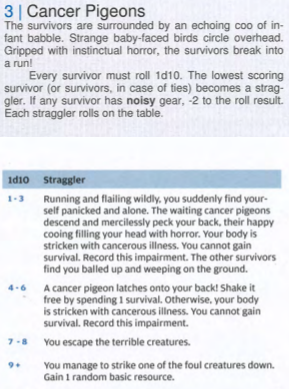 3 | Cancer Pigeons
The survivors are surrounded by an echoing coo of in-
fant babble. Strange baby-faced birds circle overhead.
Gripped with instinctual horror, the survivors break into
a run!
Every survivor must roll 1d10. The lowest scoring
survivor (or survivors, in case of ties) becomes a strag-
gler. If any survivor has noisy gear, -2 to the roll result.
Each straggler rolls on the table.
1d10 Straggler
1 - 3 Running and flailing wildly, you suddenly find your-
self panicked and alone. The waiting cancer pigeons
descend and mercilessly peck your back, their happy
cooing filling your head with horror. Your body is
stricken with cancerous illness. You cannot gain
survival. Record this impairment. The other survivors
find you balled up and weeping on the ground.
4 - 6 A cancer pigeon latches onto your back! Shake it
free by spending 1 survival. Otherwise, your body
is stricken with cancerous illness. You cannot gain
survival. Record this impairment.
7 - 8 You escape the terrible creatures.
9 + You manage to strike one of the foul creatures down.
Gain 1 random basic resource.